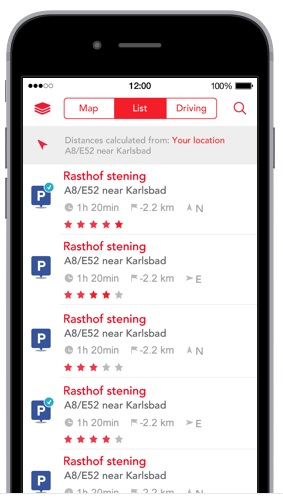 12:00 100%
Map List Driving
Distances calculated from: Your location
A8/E52 near Karlsbad
Rasthof stening
P A8/E52 near Karlsbad
1h 20min -2.2 km N
Rasthof stening
P A8/E52 near Karlsbad
1h 20min -2.2 km E
Rasthof stening
P A8/E52 near Karlsbad
1h 20min -2.2 km N
Rasthof stening
P A8/E52 near Karlsbad
1h 20min -2.2 km E
Rasthof stening
P A8/E52 near Karlsbad
1h 20min -2.2 km N